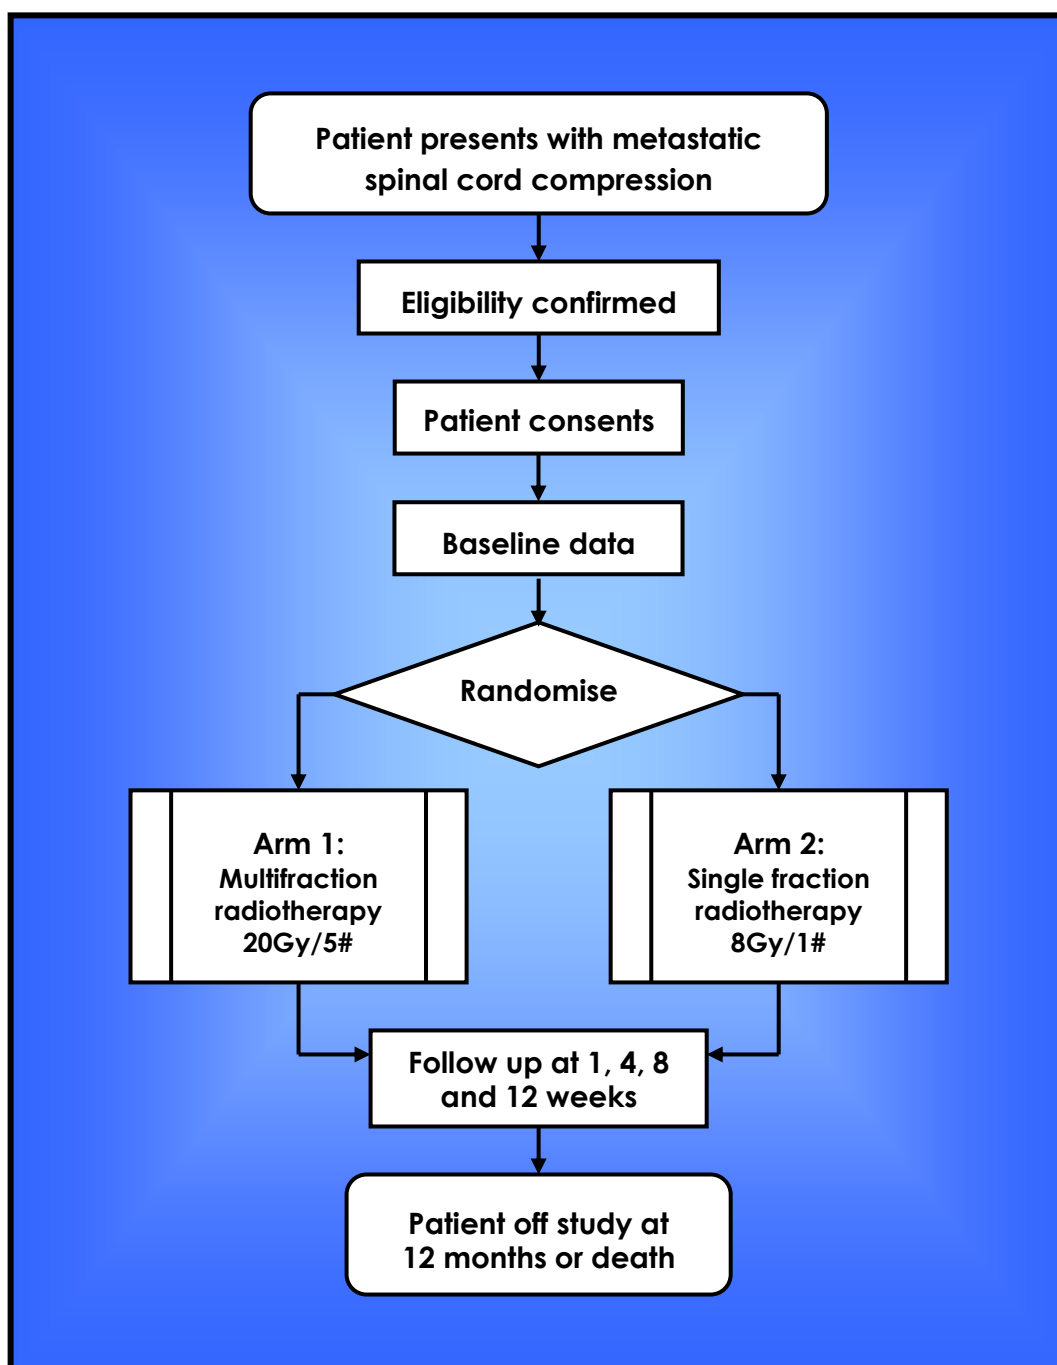 Patient presents with metastatic
spinal cord compression
Eligibility confirmed
Patient consents
Baseline data
Randomise
Arm 1:
Multifraction
radiotherapy
20Gy/5#
Arm 2:
Single fraction
radiotherapy
8Gy/1#
Follow up at 1, 4, 8
and 12 weeks
Patient off study at
12 months or death